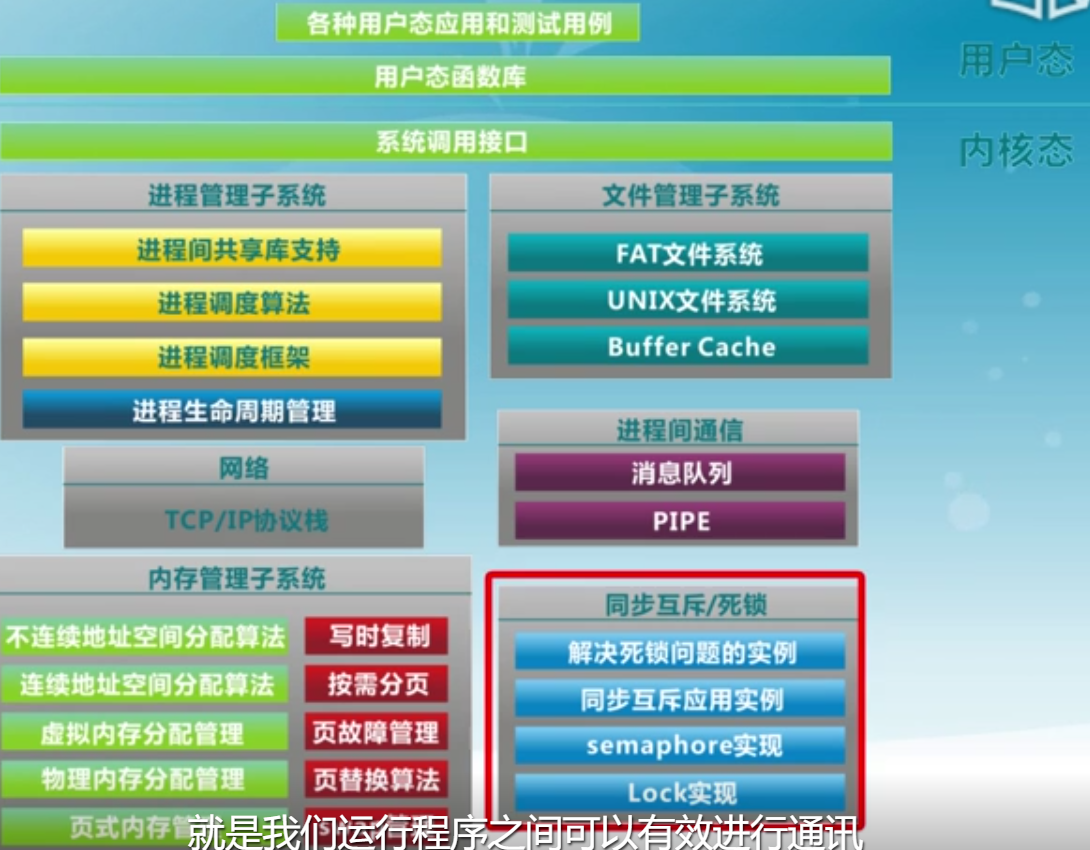 各种用户态应用和测试用例
用户态函数库
用户态
系统调用接口
内核态
进程管理子系统
进程间共享库支持
进程调度算法
进程调度框架
进程生命周期管理
文件管理子系统
FAT文件系统
UNIX文件系统
Buffer Cache
网络
TCP/IP协议栈
进程间通信
消息队列
PIPE
内存管理子系统
不连续地址空间分配算法
写时复制
连续地址空间分配算法
按需分页
虚拟内存分配管理
页故障管理
物理内存分配管理
页替换算法
页式内存管
同步互斥/死锁
解决死锁问题的实例
同步互斥应用实例
semaphore实现
Lock实现
就是我们运行程序之间可以有效进行通讯